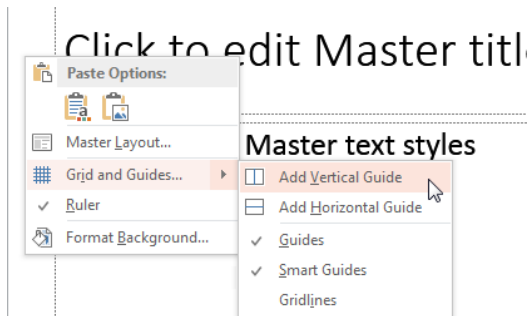 Click to edit Master titl
Paste Options:
a
Master Layout...
Master text styles
Grid and Guides...
Add Vertical Guide
Ruler
Add Horizontal Guide
Format Background...
Guides
Smart Guides
Gridlines